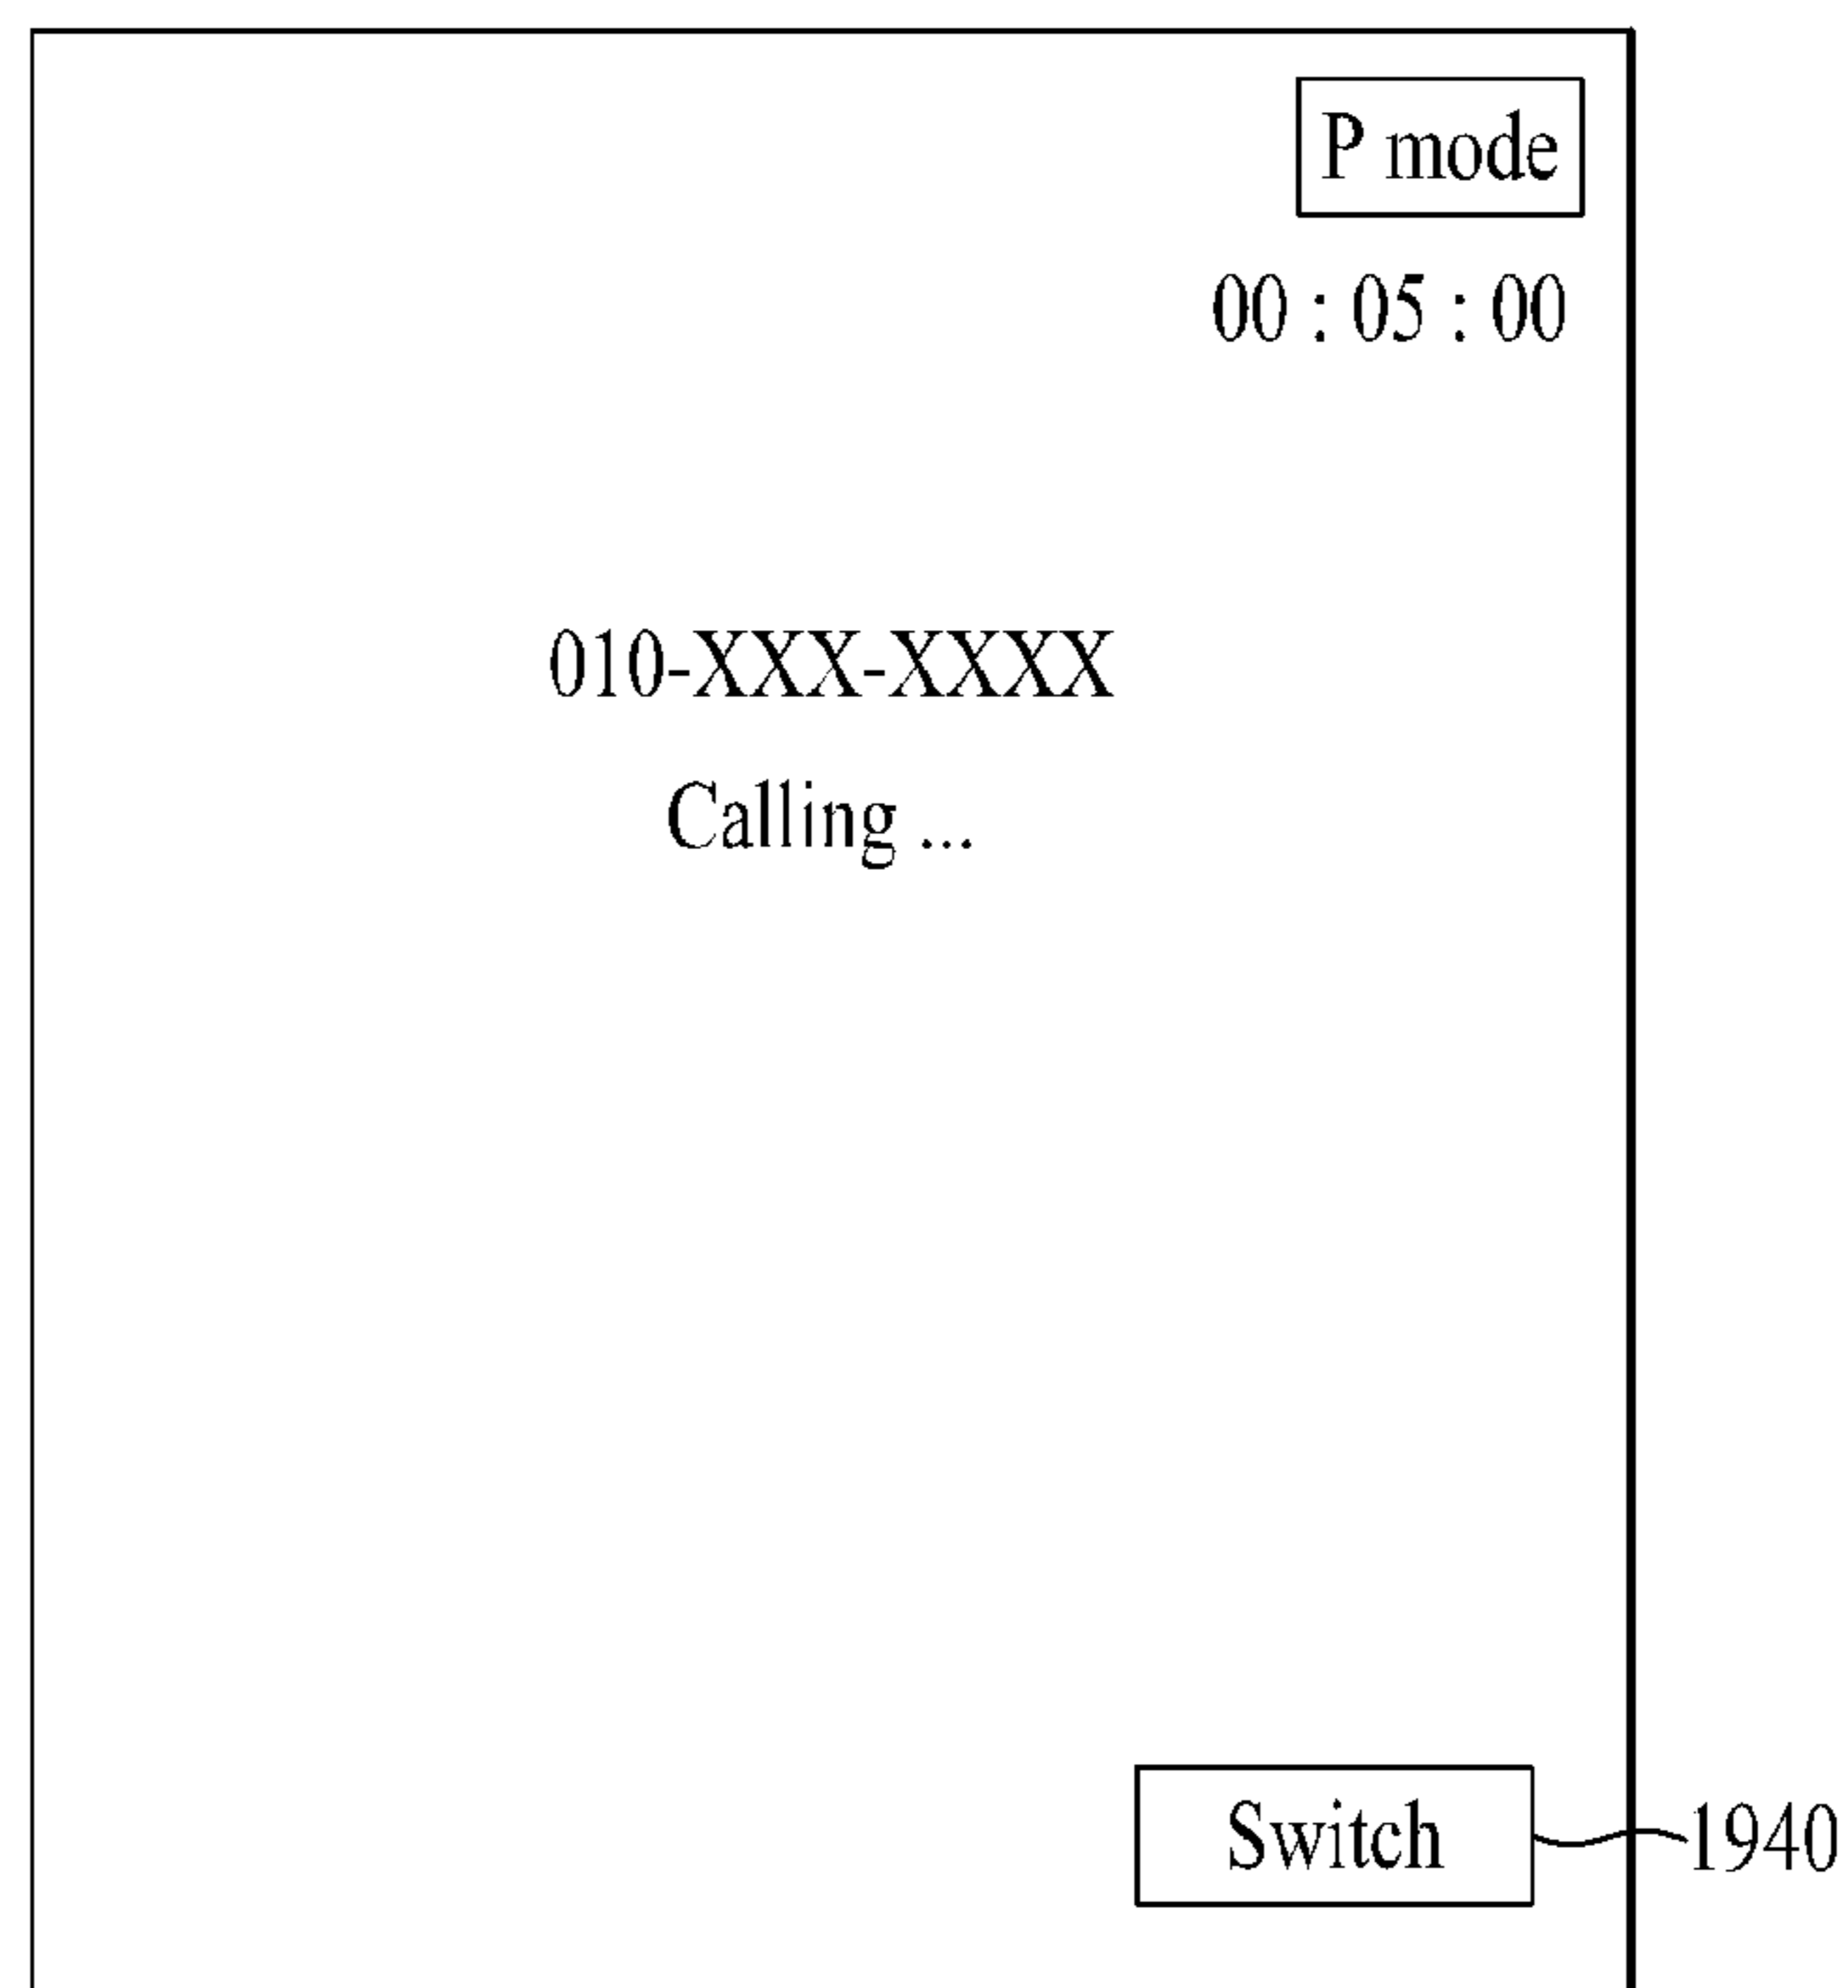 P mode
00 : 05 : 00
010-XXX-XXXX
Calling ...
Switch
1940